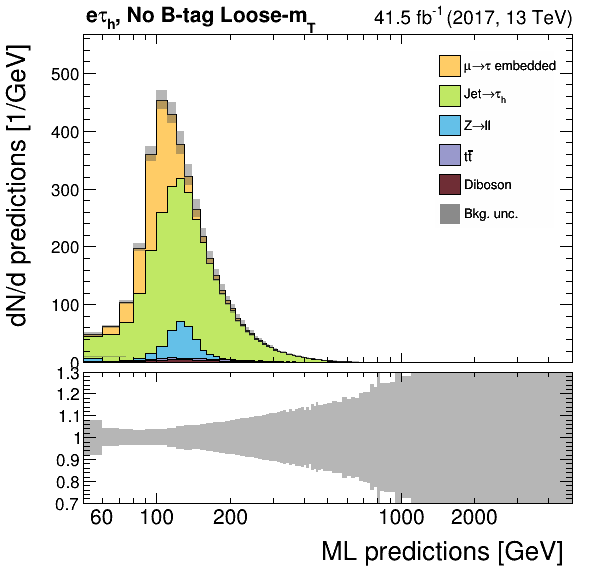 eτh, No B-tag Loose-mT
41.5 fb-1 (2017, 13 TeV)
dN/d predictions [1/GeV]
500
400
300
200
100
0
μ→τ embedded
Jet→τh
Z→ll
tt̅
Diboson
Bkg. unc.
1.3
1.2
1.1
1
0.9
0.8
0.7
60 100 200 1000 2000
ML predictions [GeV]